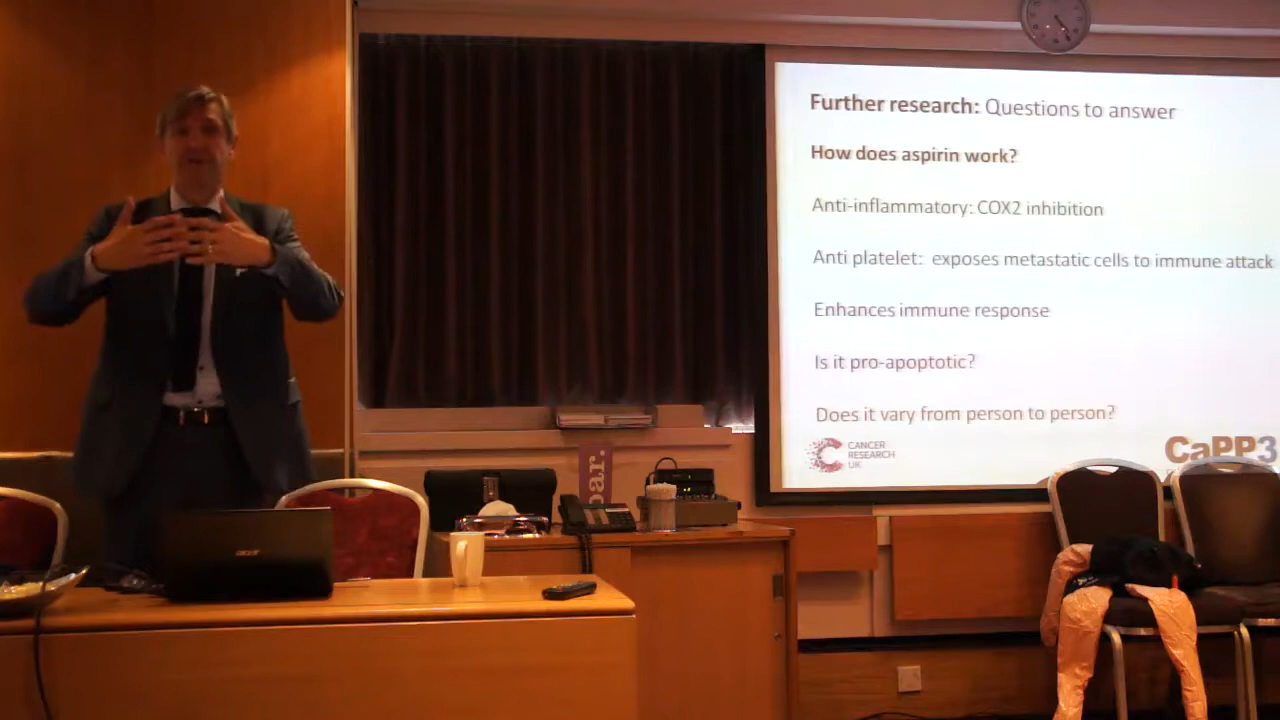 Further research: Questions to answer
How does aspirin work?
Anti-inflammatory: COX2 inhibition
Anti platelet:  exposes metastatic cells to immune attack
Enhances immune response
Is it pro-apoptotic?
Does it vary from person to person?
CANCER
RESEARCH
UK
CaPP3
bar.
acer